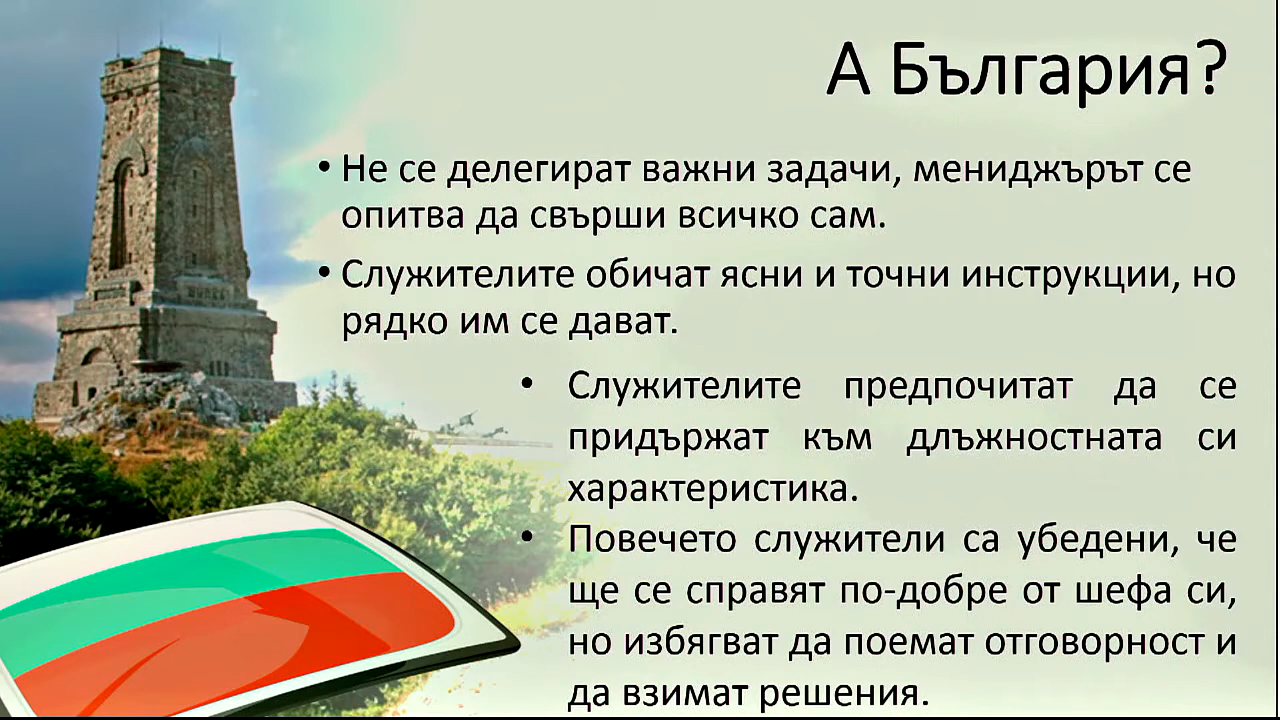 А България?
• Не се делегират важни задачи, мениджърът се
опитва да свърши всичко сам.
• Служителите обичат ясни и точни инструкции, но
рядко им се дават.
• Служителите предпочитат да се
придържат към длъжностната си
характеристика.
• Повечето служители са убедени, че
ще се справят по-добре от шефа си,
но избягват да поемат отговорност и
да взимат решения.